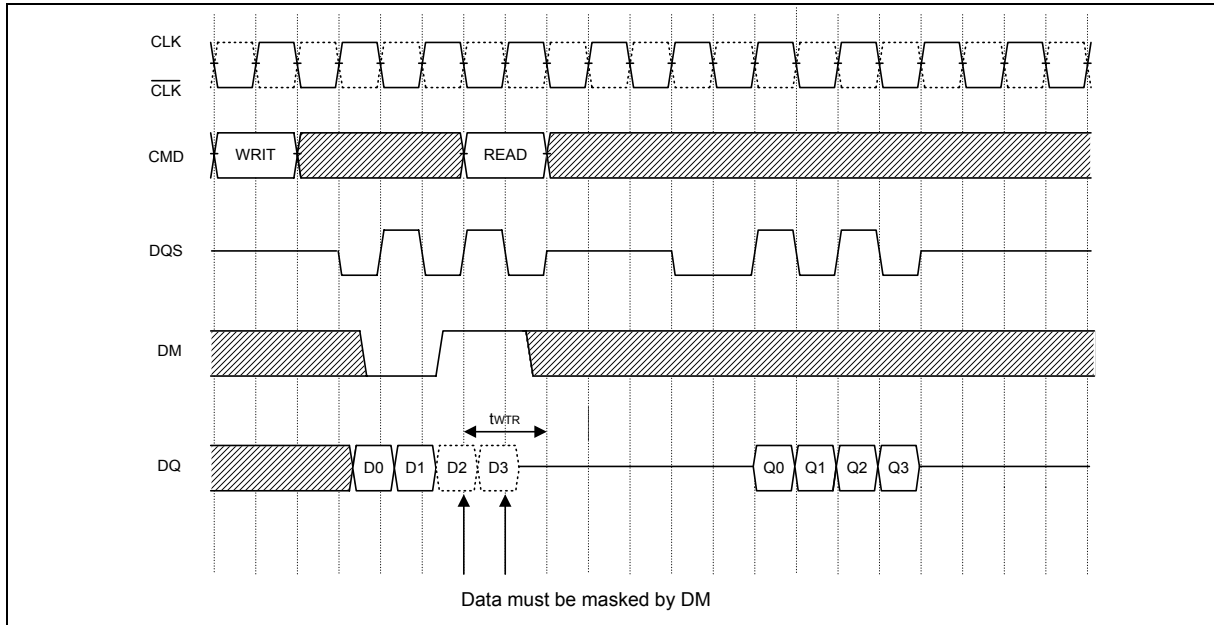 CLK
CLK
CMD WRIT READ
DQS
DM
tWTR
DQ D0 D1 D2 D3 Q0 Q1 Q2 Q3
Data must be masked by DM